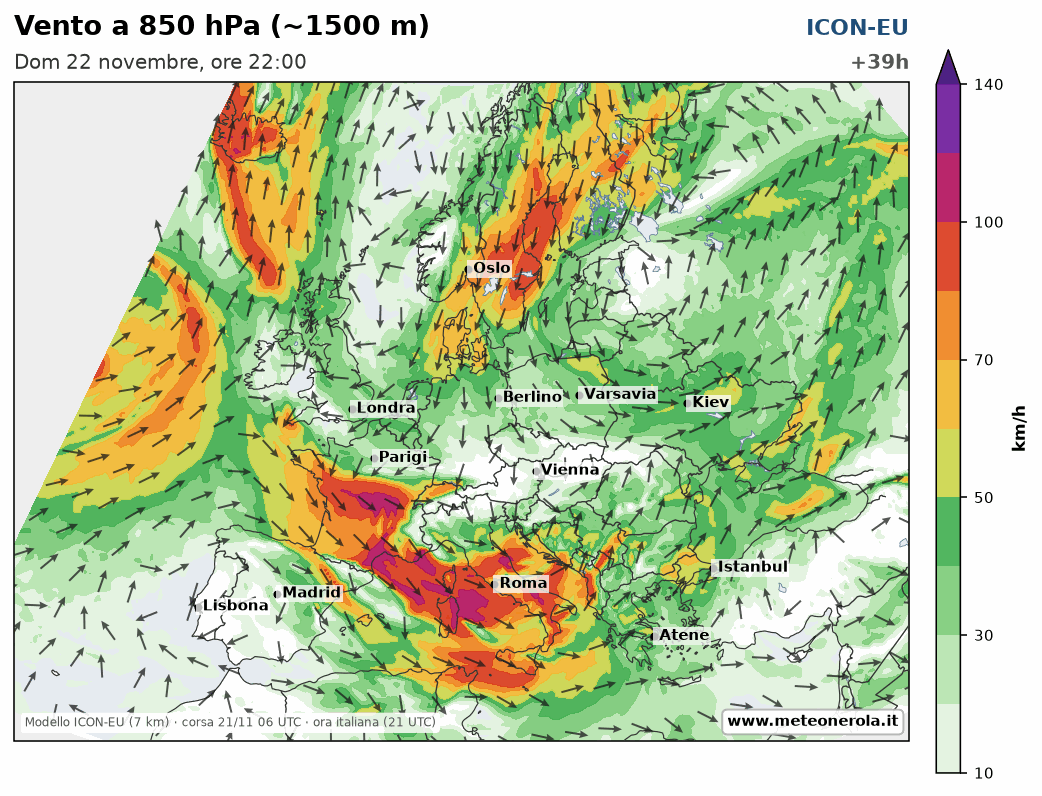 Vento a 850 hPa (~1500 m)
ICON-EU
Dom 22 novembre, ore 22:00
+39h
140
100
70
50
30
10
km/h
Oslo
Londra
Berlino
Varsavia
Kiev
Parigi
Vienna
Madrid
Lisbona
Roma
Istanbul
Atene
Modello ICON-EU (7 km) · corsa 21/11 06 UTC · ora italiana (21 UTC)
www.meteonerola.it